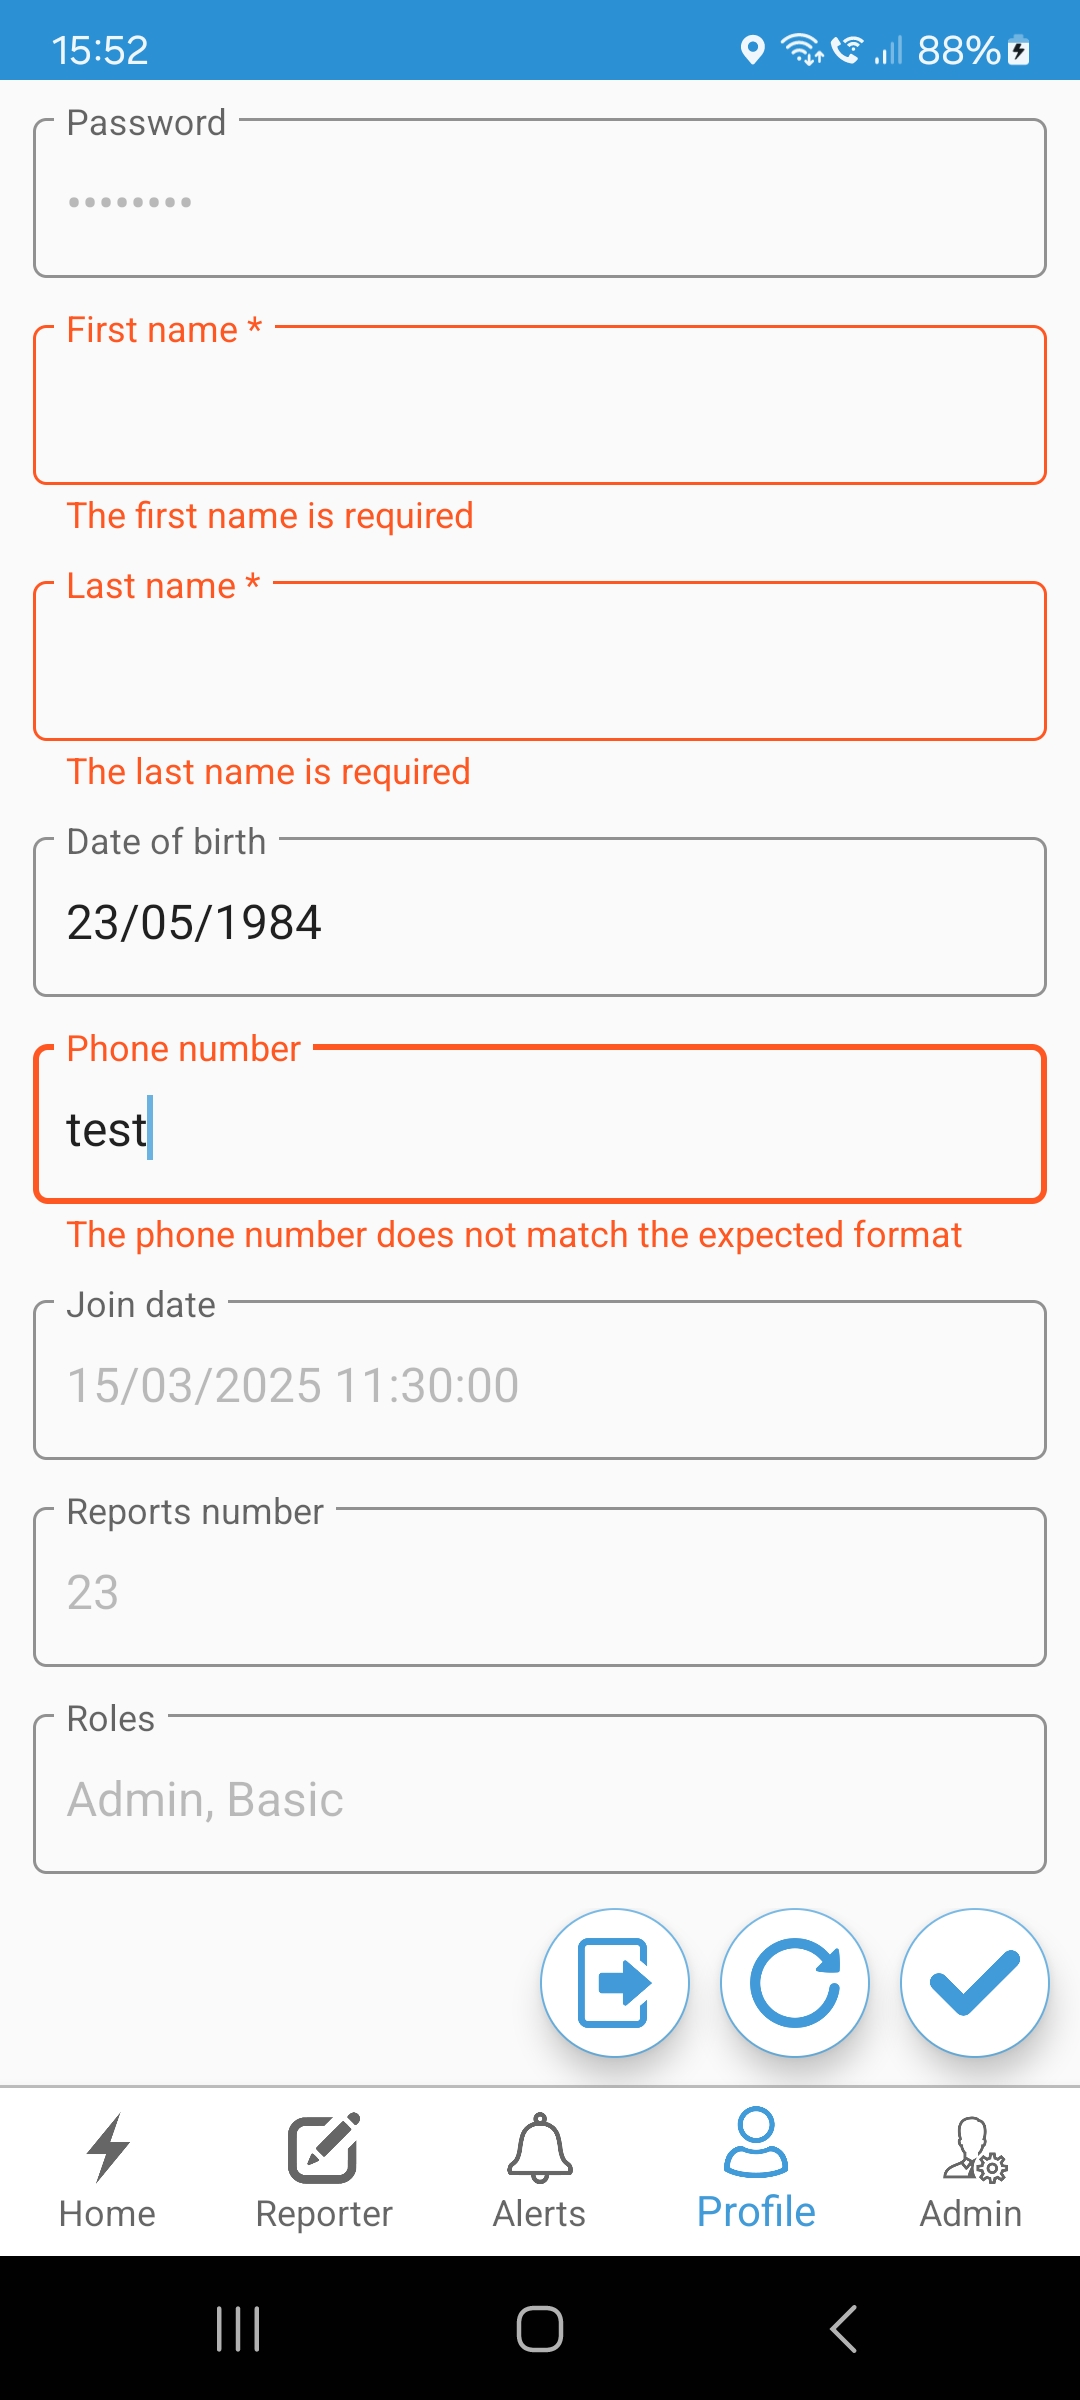 15:52
88%
Password
••••••••
First name *
The first name is required
Last name *
The last name is required
Date of birth
23/05/1984
Phone number
test
The phone number does not match the expected format
Join date
15/03/2025 11:30:00
Reports number
23
Roles
Admin, Basic
Home
Reporter
Alerts
Profile
Admin